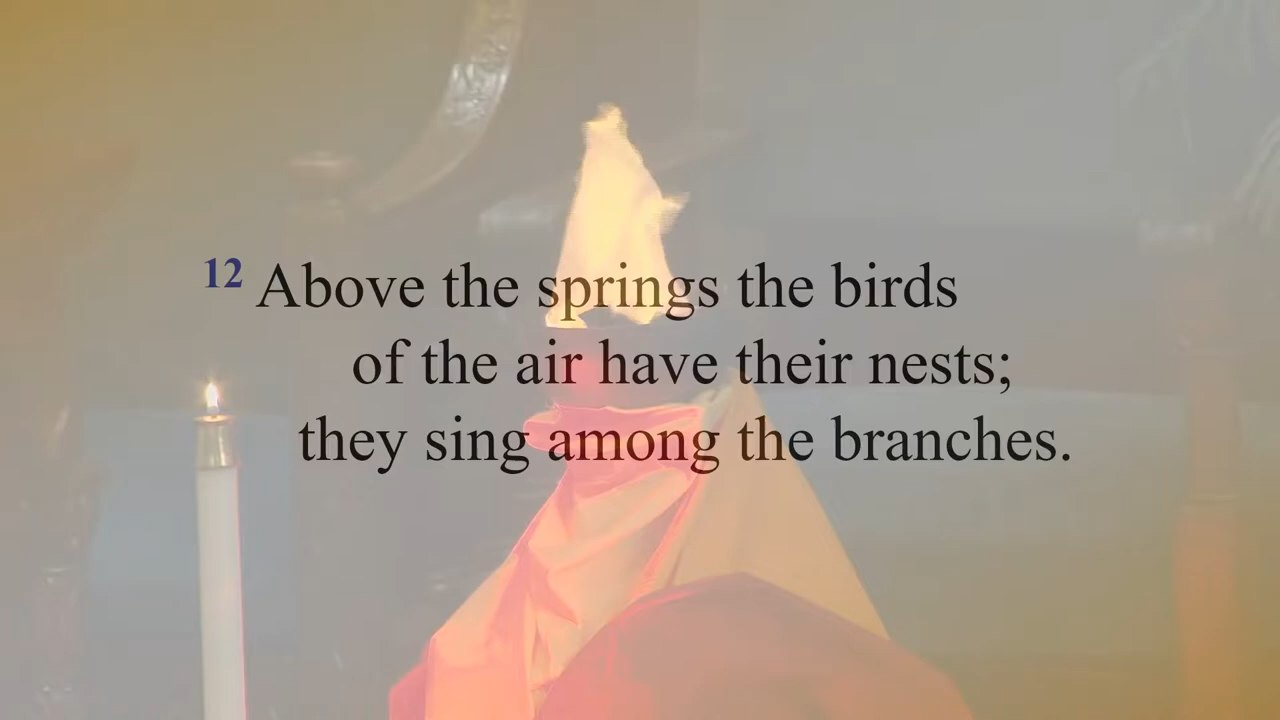 12 Above the springs the birds
of the air have their nests;
they sing among the branches.